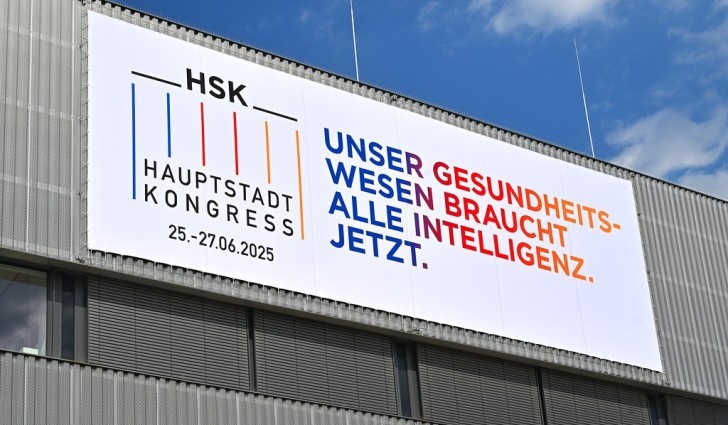 HSK
HAUPTSTADT
KONGRESS
25.-27.06.2025
UNSER GESUNDHEITS-
WESEN BRAUCHT
ALLE INTELLIGENZ.
JETZT.